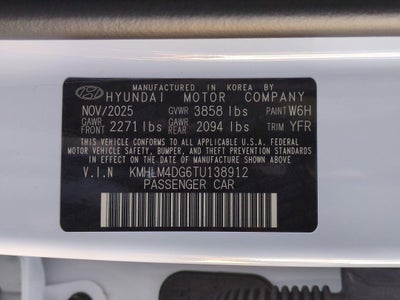 MANUFACTURED IN KOREA BY
HYUNDAI MOTOR COMPANY
NOV/2025 GVWR 3858 lbs PAINT W6H
GAWR FRONT 2271 lbs GAWR REAR 2094 lbs TRIM YFR
THIS VEHICLE CONFORMS TO ALL APPLICABLE U.S. FEDERAL
MOTOR VEHICLE SAFETY, BUMPER, AND THEFT PREVENTION
STANDARDS IN EFFECT ON THE DATE OF MANUFACTURE
SHOWN ABOVE.
V.I.N KMHLM4DG6TU138912
PASSENGER CAR